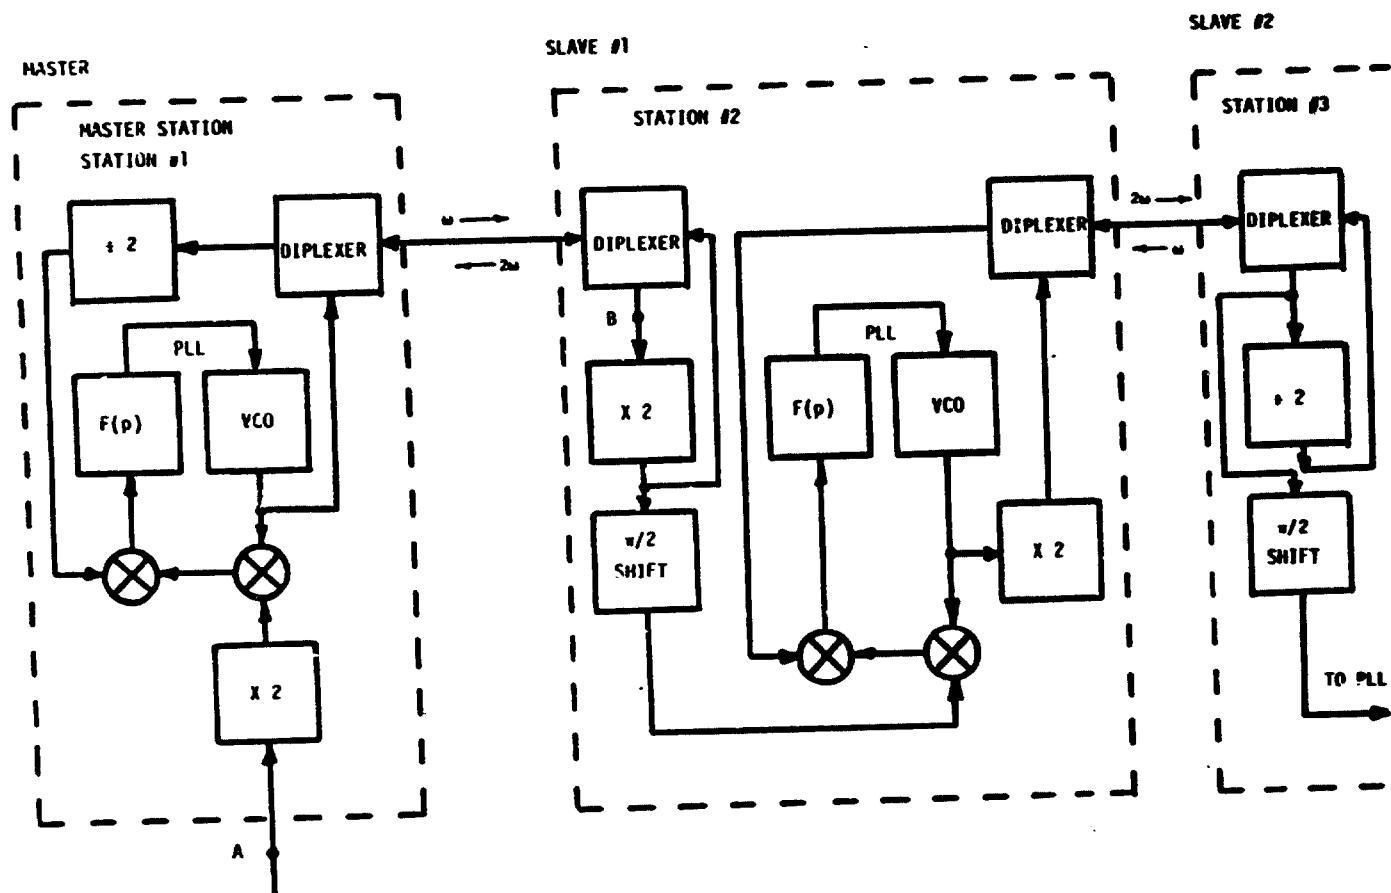 MASTER
MASTER STATION
STATION #1
÷ 2
DIPLEXER
PLL
F(p)
VCO
X 2
A
ω
2ω
SLAVE #1
STATION #2
DIPLEXER
B
X 2
π/2
SHIFT
PLL
F(p)
VCO
DIPLEXER
X 2
2ω
ω
SLAVE #2
STATION #3
DIPLEXER
÷ 2
π/2
SHIFT
TO PLL